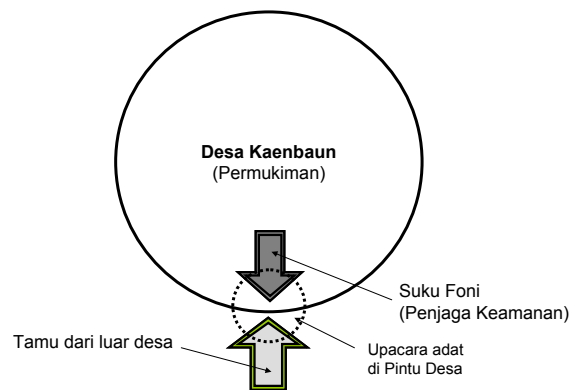 Desa Kaenbaun
(Permukiman)
Suku Foni
(Penjaga Keamanan)
Tamu dari luar desa
Upacara adat
di Pintu Desa